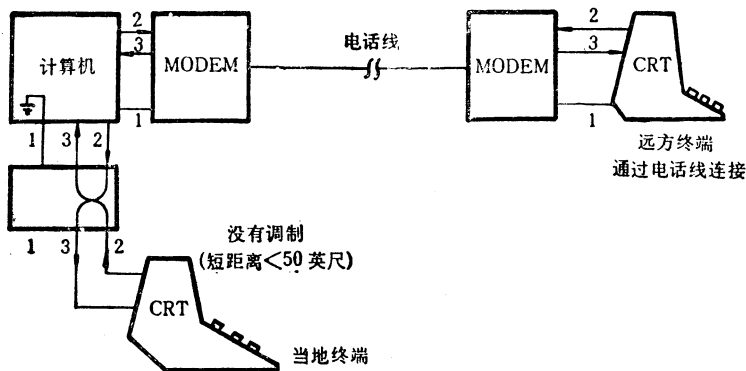 2
3
计算机
MODEM
1
电话线
MODEM
2
3
CRT
1
远方终端
通过电话线连接
1
3
2
1
3
2
没有调制
(短距离<50英尺)
CRT
当地终端